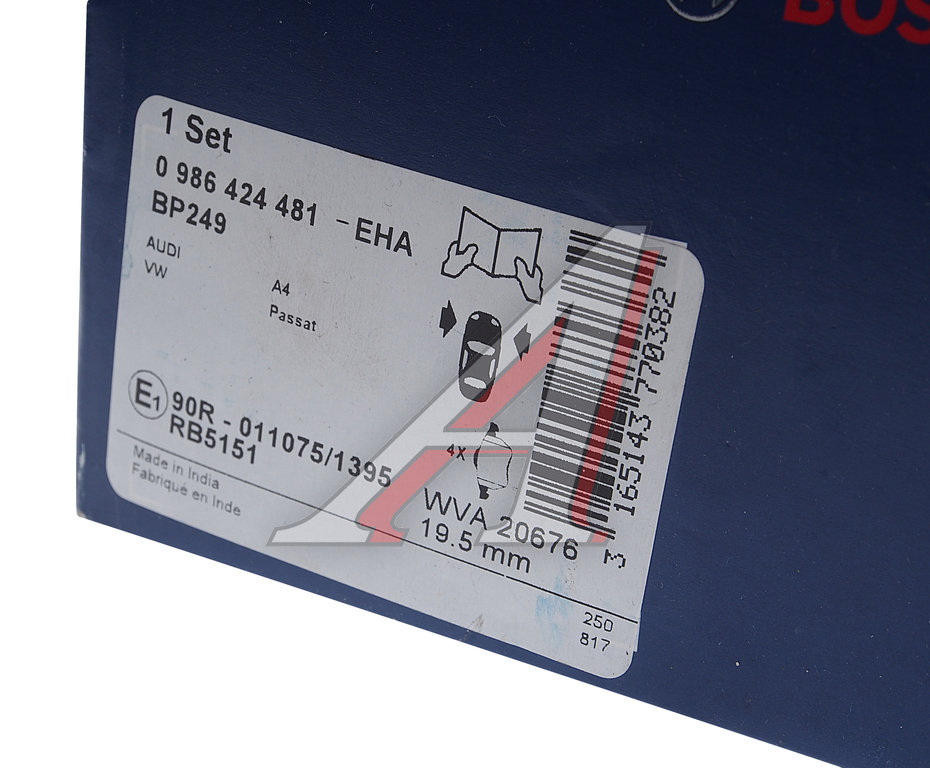 BOS
1 Set
0 986 424 481 - EHA
BP249
AUDI
VW
A4
Passat
E1 90R - 011075/1395
RB5151
4X
WVA 20676
19.5 mm
Made in India
Fabriqué en Inde
3 165143 770382
250
817